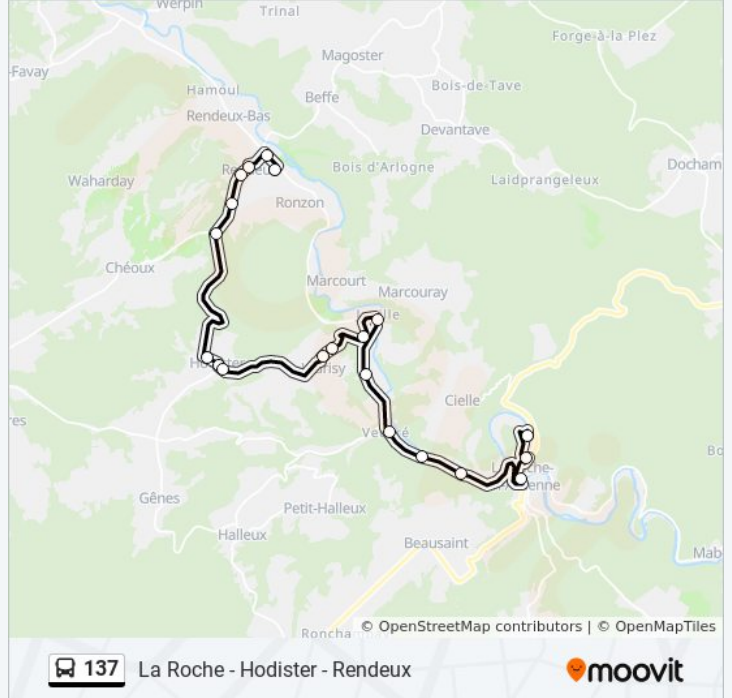 Werpin
Trinal
Forge-à la Plez
Magoster
-Favay
Bois-de-Tave
Hamoul
Beffe
Rendeux-Bas
Devantave
Bois d'Arlogne
Docham
Waharday
Laidprangeleux
Ronzon
Chéoux
Marcourt
Marcouray
Cielle
Gênes
Petit-Halleux
Halleux
Beausaint
Mab
© OpenStreetMap contributors | © OpenMapTiles
137 La Roche - Hodister - Rendeux
moovit